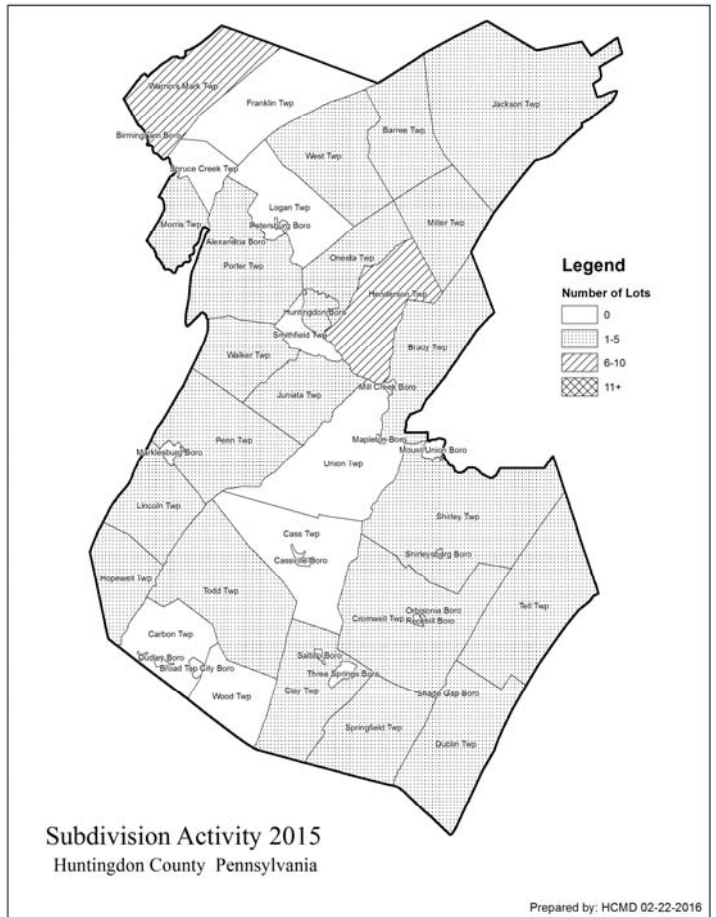 Warriors Mark Twp
Franklin Twp
Jackson Twp
Barree Twp
Birmingham Boro
West Twp
Spruce Creek Twp
Logan Twp
Miller Twp
Morris Twp
Petersburg Boro
Alexandria Boro
Oneida Twp
Porter Twp
Legend
Henderson Twp
Number of Lots
Huntingdon Boro
0
Smithfield Twp
1-5
Brady Twp
6-10
Walker Twp
11+
Mill Creek Boro
Juniata Twp
Penn Twp
Mapleton Boro
Marklesburg Boro
Mount Union Boro
Union Twp
Lincoln Twp
Shirley Twp
Cass Twp
Shirleysburg Boro
Cassville Boro
Hopewell Twp
Todd Twp
Tell Twp
Orbisonia Boro
Cromwell Twp
Rockhill Boro
Carbon Twp
Saltillo Boro
Dudley Boro
Broad Top City Boro
Three Springs Boro
Clay Twp
Shade Gap Boro
Wood Twp
Springfield Twp
Dublin Twp
Subdivision Activity 2015
Huntingdon County Pennsylvania
Prepared by: HCMD 02-22-2016